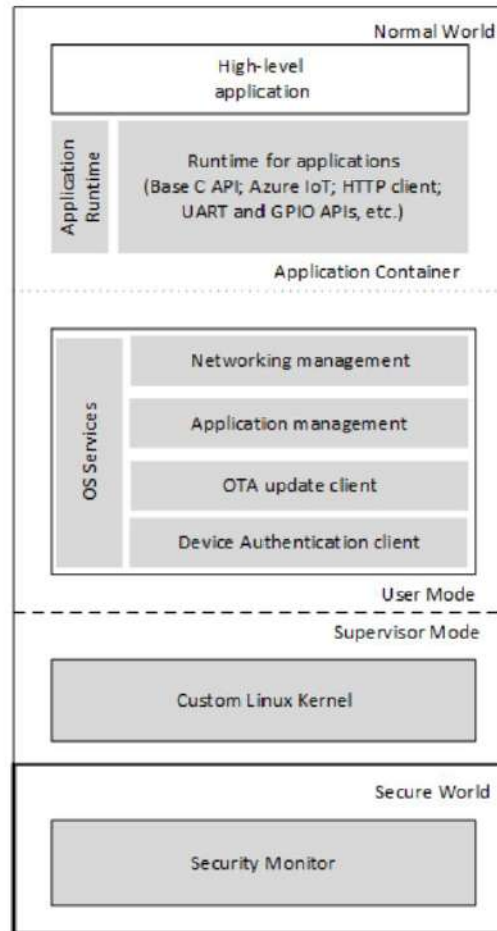 Normal World
High-level
application
Application
Runtime
Runtime for applications
(Base C API; Azure IoT; HTTP client;
UART and GPIO APIs, etc.)
Application Container
OS Services
Networking management
Application management
OTA update client
Device Authentication client
User Mode
Supervisor Mode
Custom Linux Kernel
Secure World
Security Monitor